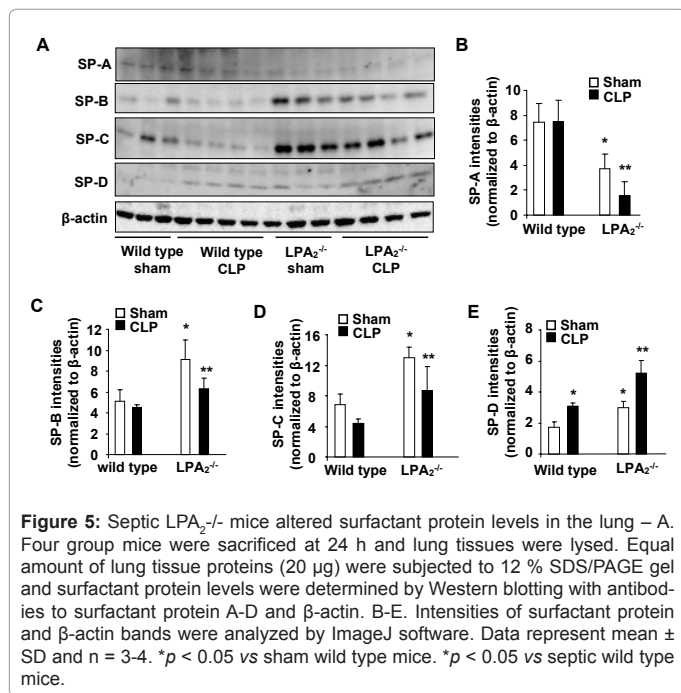 A
SP-A
SP-B
SP-C
SP-D
β-actin
Wild type sham
Wild type CLP
LPA₂⁻/⁻ sham
LPA₂⁻/⁻ CLP
B
Sham
CLP
SP-A intensities
(normalized to β-actin)
10
8
6
4
2
0
*
**
Wild type LPA₂⁻/⁻
C
Sham
CLP
SP-B intensities
(normalized to β-actin)
12
10
8
6
4
2
0
*
**
wild type LPA₂⁻/⁻
D
Sham
CLP
SP-C intensities
(normalized to β-actin)
16
12
8
4
0
*
**
Wild type LPA₂⁻/⁻
E
Sham
CLP
SP-D intensities
(normalized to β-actin)
8
6
4
2
0
*
*
**
Wild type LPA₂⁻/⁻
Figure 5: Septic LPA₂-/- mice altered surfactant protein levels in the lung – A.
Four group mice were sacrificed at 24 h and lung tissues were lysed. Equal
amount of lung tissue proteins (20 µg) were subjected to 12 % SDS/PAGE gel
and surfactant protein levels were determined by Western blotting with antibod-
ies to surfactant protein A-D and β-actin. B-E. Intensities of surfactant protein
and β-actin bands were analyzed by ImageJ software. Data represent mean ±
SD and n = 3-4. *p < 0.05 vs sham wild type mice. *p < 0.05 vs septic wild type
mice.